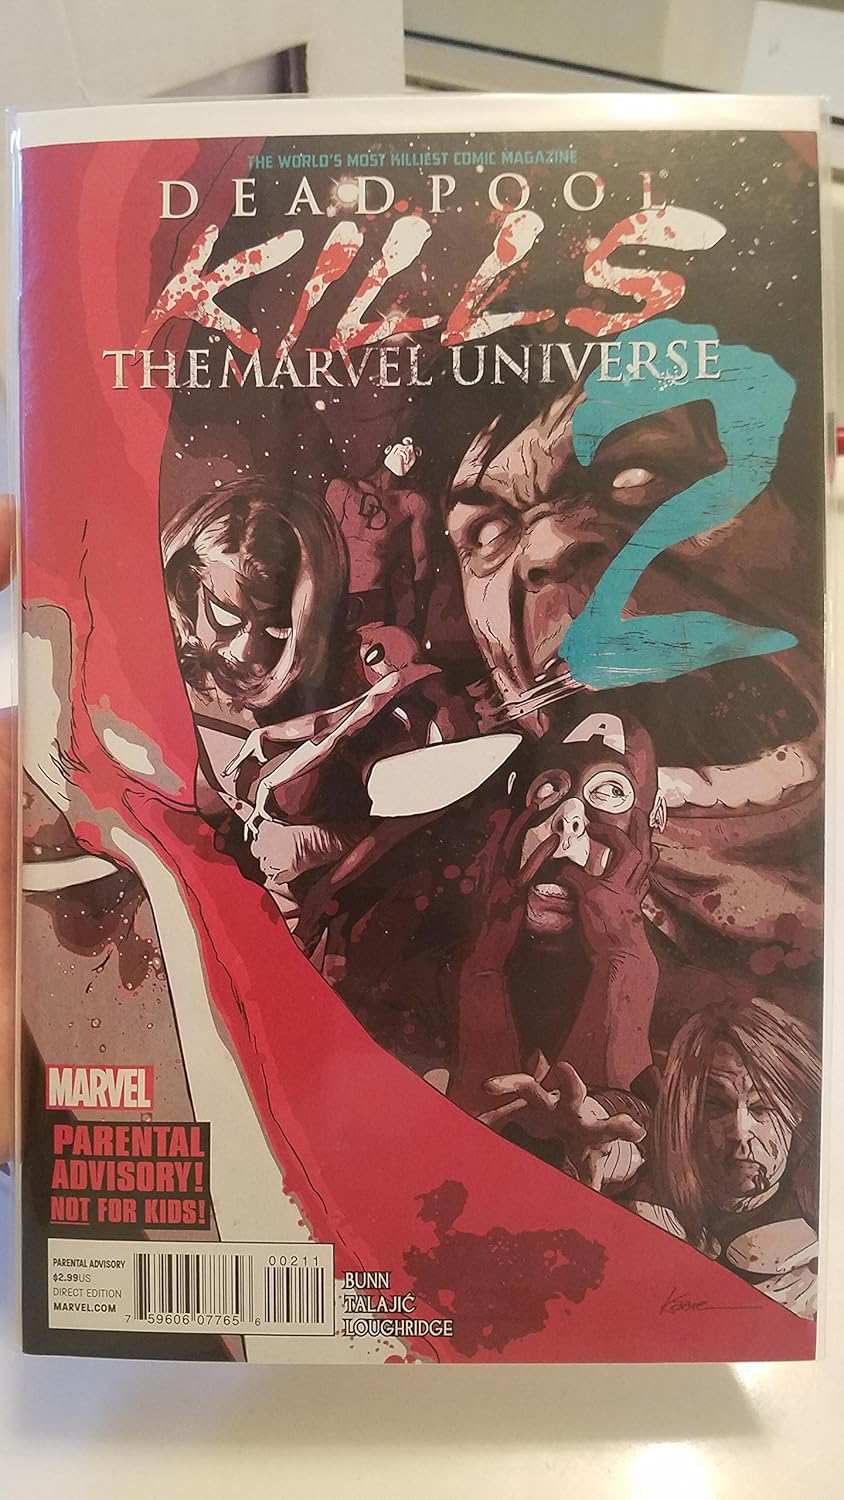 THE WORLD'S MOST KILLIEST COMIC MAGAZINE
DEADPOOL
KILLS
THE MARVEL UNIVERSE
2
DD
A
MARVEL
PARENTAL
ADVISORY!
NOT FOR KIDS!
PARENTAL ADVISORY
$2.99US
DIRECT EDITION
MARVEL.COM
7 59606 07765 6
00211
BUNN
TALAJIĆ
LOUGHRIDGE